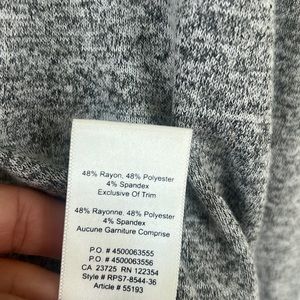 48% Rayon, 48% Polyester
4% Spandex
Exclusive Of Trim
48% Rayonne, 48% Polyester
4% Spandex
Aucune Garniture Comprise
P.O. # 4500063555
P.O. # 4500063556
CA 23725 RN 122354
Style # RPS7-8544-36
Article # 55193